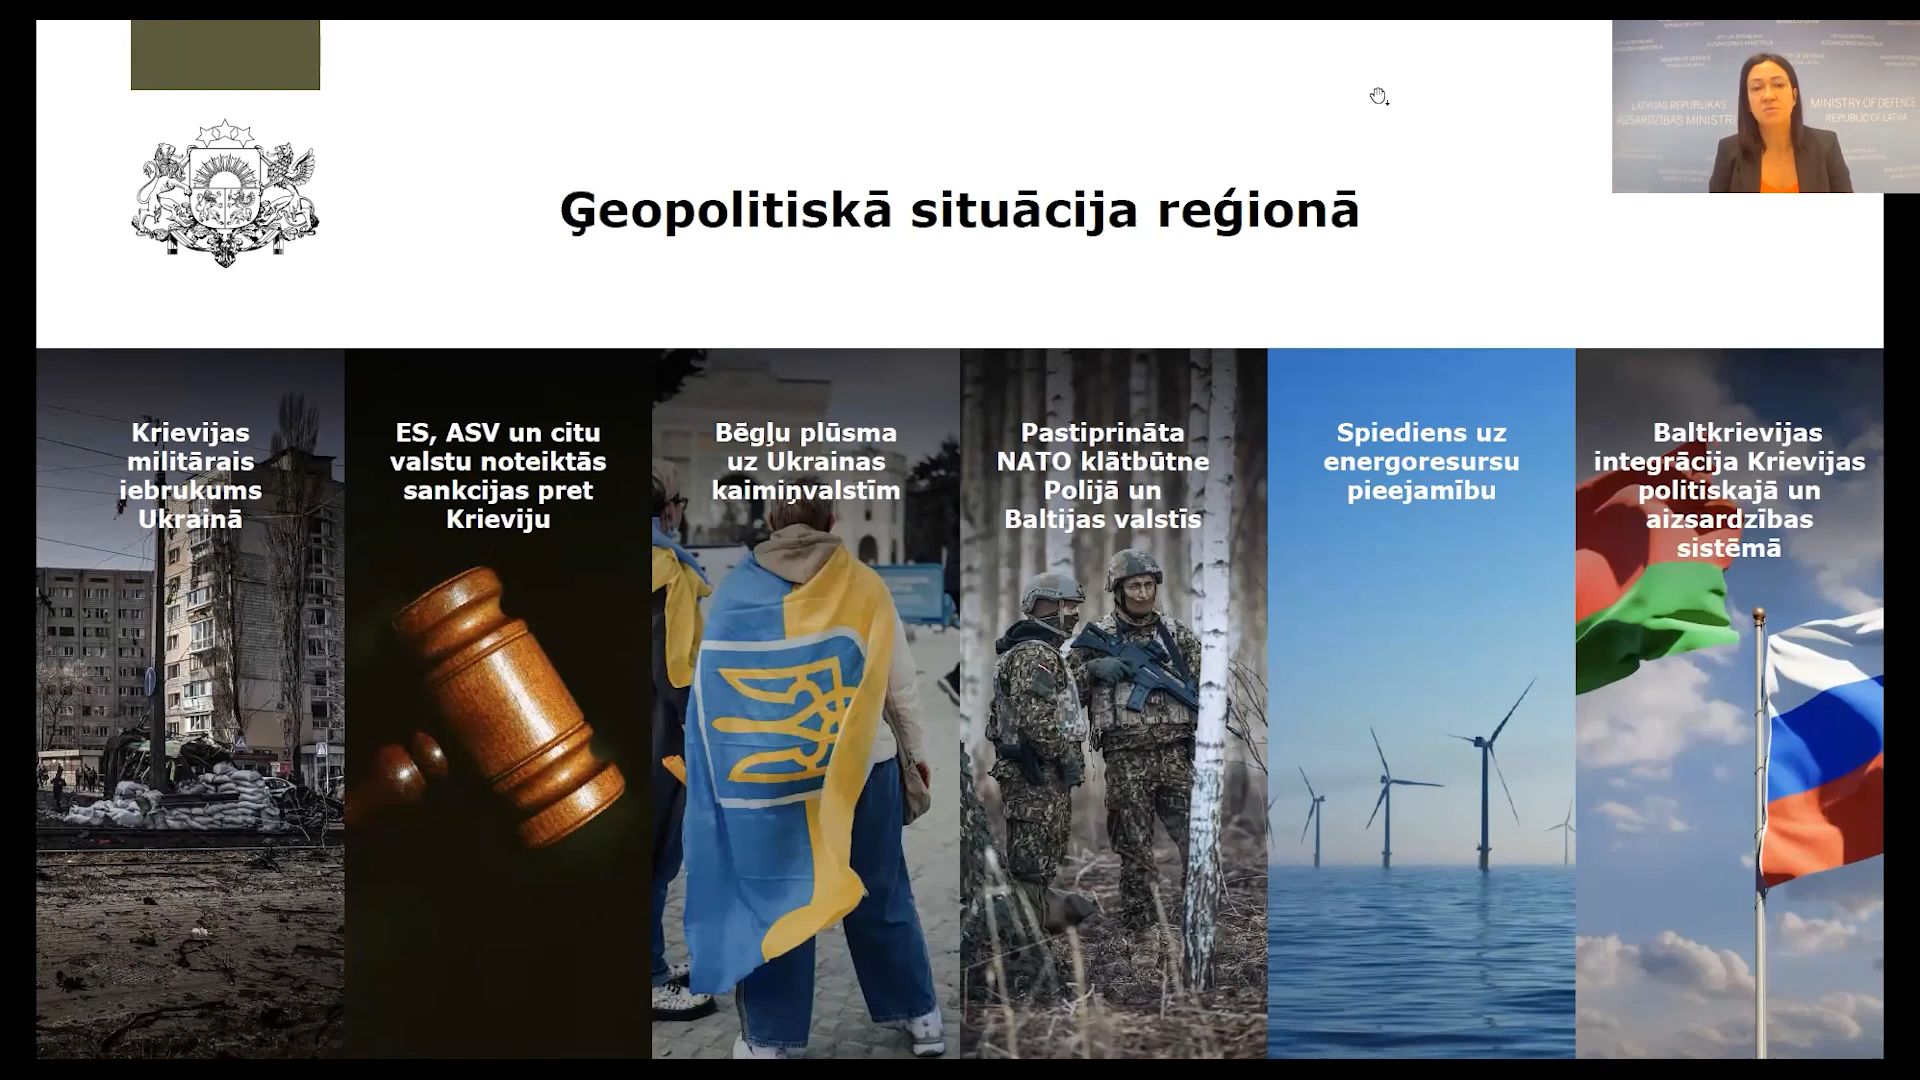 Ģeopolitiskā situācija reģionā
LATVIJAS REPUBLIKAS
AIZSARDZĪBAS MINISTRI
MINISTRY OF DEFENCE
REPUBLIC OF LATVIA
Krievijas
militārais
iebrukums
Ukrainā
ES, ASV un citu
valstu noteiktās
sankcijas pret
Krieviju
Bēgļu plūsma
uz Ukrainas
kaimiņvalstīm
Pastiprināta
NATO klātbūtne
Polijā un
Baltijas valstīs
Spiediens uz
energoresursu
pieejamību
Baltkrievijas
integrācija Krievijas
politiskajā un
aizsardzības
sistēmā